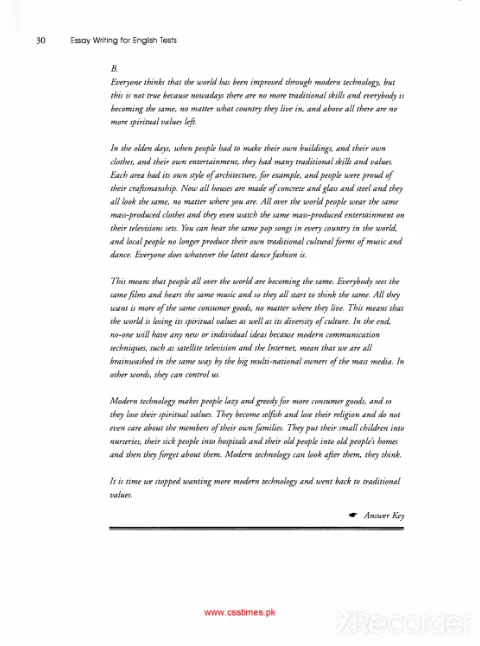 30 Essay Writing for English Tests
B.
Everyone thinks that the world has been improved through modern technology, but
this is not true because nowadays there are no more traditional skills and everybody is
becoming the same, no matter what country they live in, and above all there are no
more spiritual values left.
In the olden days, when people had to make their own buildings, and their own
clothes, and their own entertainment, they had many traditional skills and values.
Each area had its own style of architecture, for example, and people were proud of
their craftsmanship. Now all houses are made of concrete and glass and steel and they
all look the same, no matter where you are. All over the world people wear the same
mass-produced clothes and they even watch the same mass-produced entertainment on
their televisions sets. You can hear the same pop songs in every country in the world,
and local people no longer produce their own traditional cultural forms of music and
dance. Everyone does whatever the latest dance fashion is.
This means that people all over the world are becoming the same. Everybody sees the
same films and hears the same music and so they all start to think the same. All they
want is more of the same consumer goods, no matter where they live. This means that
the world is losing its spiritual values as well as its diversity of culture. In the end,
no-one will have any new or individual ideas because modern communication
techniques, such as satellite television and the Internet, mean that we are all
brainwashed in the same way by the big multi-national owners of the mass media. In
other words, they can control us.
Modern technology makes people lazy and greedy for more consumer goods, and so
they lose their spiritual values. They become selfish and lose their religion and do not
even care about the members of their own families. They put their small children into
nurseries, their sick people into hospitals and their old people into old people's homes
and then they forget about them. Modern technology can look after them, they think.
It is time we stopped wanting more modern technology and went back to traditional
values.
☛ Answer Key
www.csstimes.pk
XRecorder